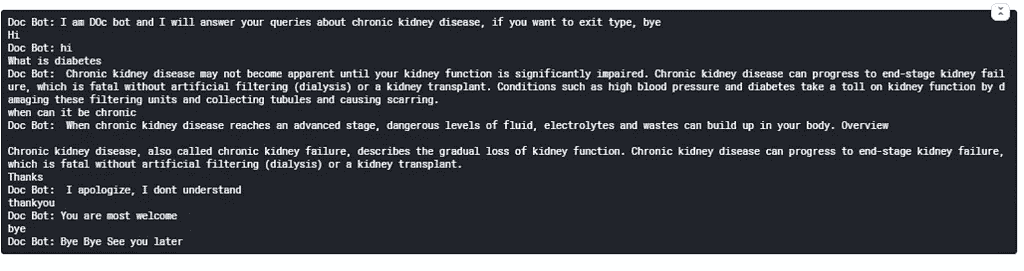 Doc Bot: I am DOc bot and I will answer your queries about chronic kidney disease, if you want to exit type, bye
Hi
Doc Bot: hi
What is diabetes
Doc Bot:  Chronic kidney disease may not become apparent until your kidney function is significantly impaired. Chronic kidney disease can progress to end-stage kidney fail
ure, which is fatal without artificial filtering (dialysis) or a kidney transplant. Conditions such as high blood pressure and diabetes take a toll on kidney function by d
amaging these filtering units and collecting tubules and causing scarring.
when can it be chronic
Doc Bot:  When chronic kidney disease reaches an advanced stage, dangerous levels of fluid, electrolytes and wastes can build up in your body. Overview
Chronic kidney disease, also called chronic kidney failure, describes the gradual loss of kidney function. Chronic kidney disease can progress to end-stage kidney failure,
which is fatal without artificial filtering (dialysis) or a kidney transplant.
Thanks
Doc Bot:  I apologize, I dont understand
thankyou
Doc Bot: You are most welcome
bye
Doc Bot: Bye Bye See you later